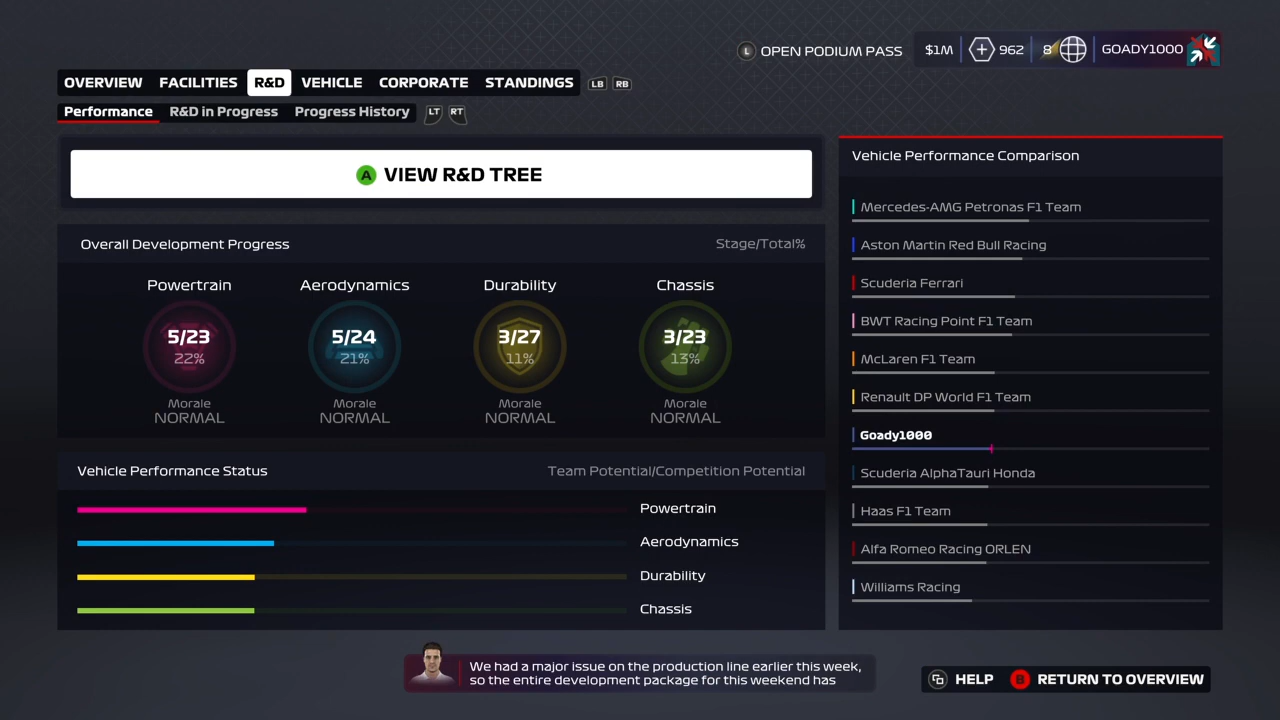 L OPEN PODIUM PASS $1M 962 8 GOADY1000
OVERVIEW FACILITIES R&D VEHICLE CORPORATE STANDINGS LB RB
Performance R&D in Progress Progress History LT RT
A VIEW R&D TREE
Overall Development Progress Stage/Total%
Powertrain Aerodynamics Durability Chassis
5/23 5/24 3/27 3/23
22% 21% 11% 13%
Morale Morale Morale Morale
NORMAL NORMAL NORMAL NORMAL
Vehicle Performance Status Team Potential/Competition Potential
Powertrain
Aerodynamics
Durability
Chassis
Vehicle Performance Comparison
Mercedes-AMG Petronas F1 Team
Aston Martin Red Bull Racing
Scuderia Ferrari
BWT Racing Point F1 Team
McLaren F1 Team
Renault DP World F1 Team
Goady1000
Scuderia AlphaTauri Honda
Haas F1 Team
Alfa Romeo Racing ORLEN
Williams Racing
We had a major issue on the production line earlier this week,
so the entire development package for this weekend has
HELP B RETURN TO OVERVIEW